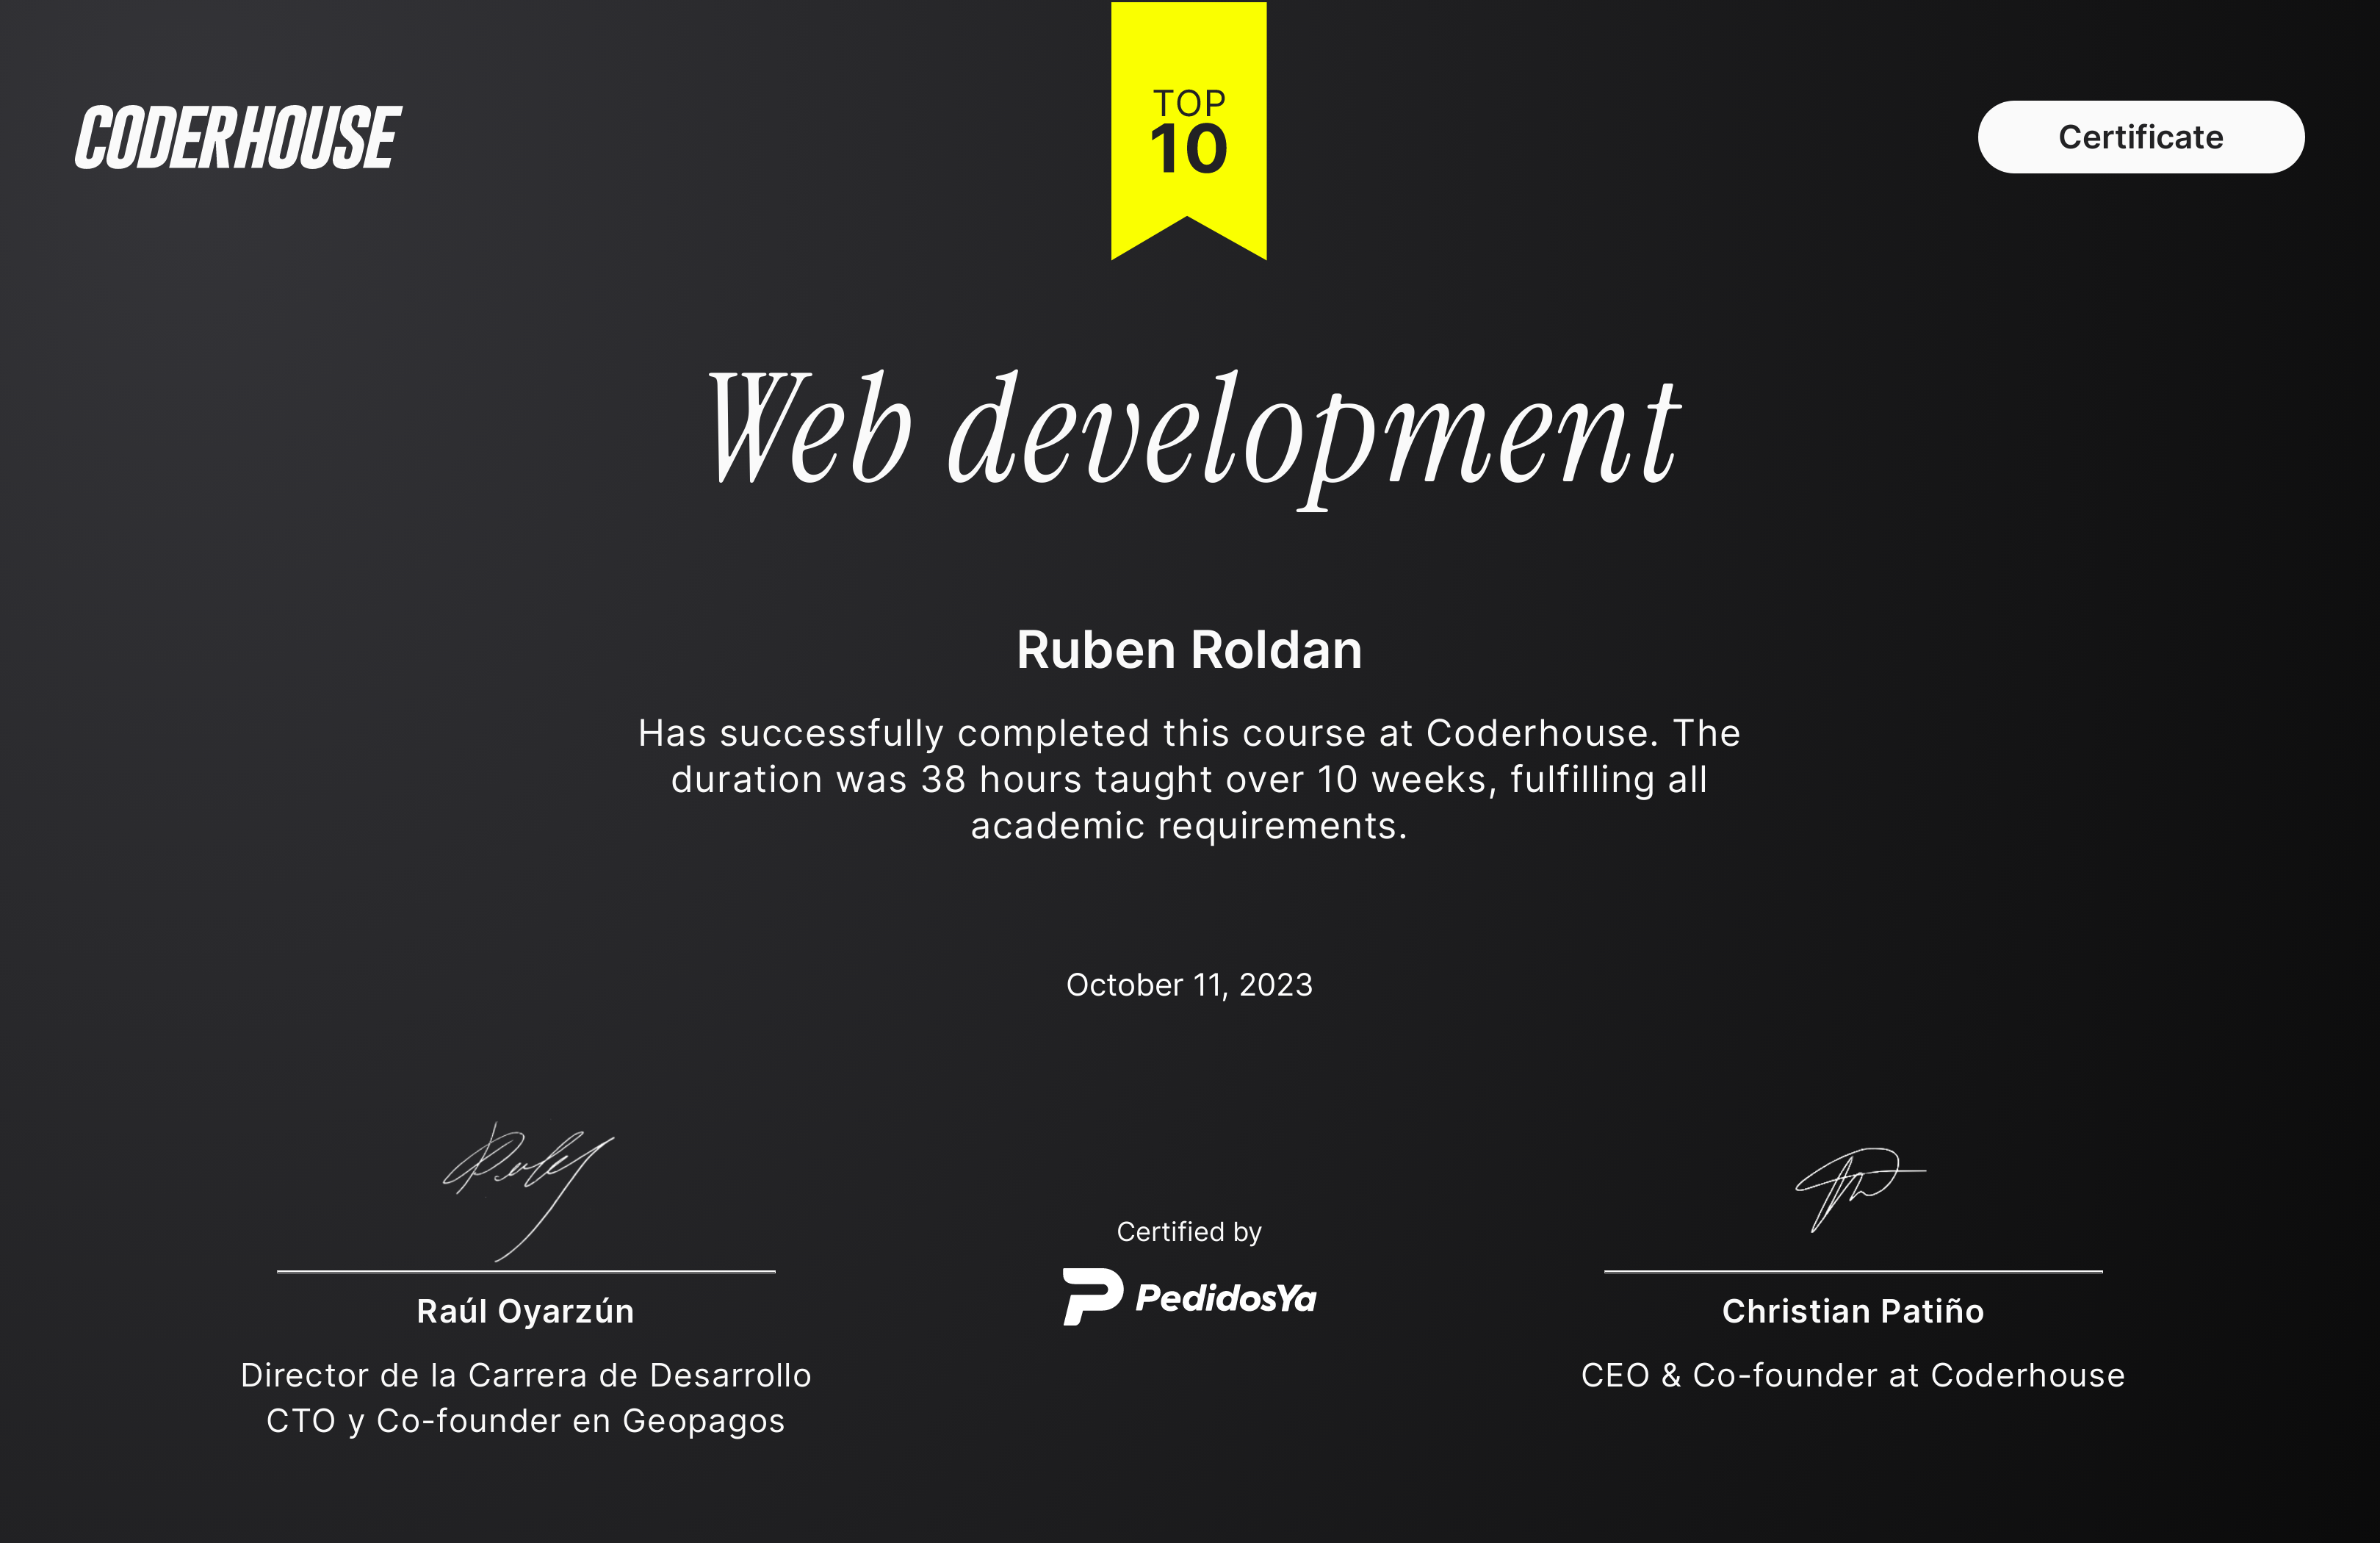 CODERHOUSE
TOP
10
Certificate
Web development
Ruben Roldan
Has successfully completed this course at Coderhouse. The
duration was 38 hours taught over 10 weeks, fulfilling all
academic requirements.
October 11, 2023
Raúl Oyarzún
Director de la Carrera de Desarrollo
CTO y Co-founder en Geopagos
Certified by
PedidosYa
Christian Patiño
CEO & Co-founder at Coderhouse